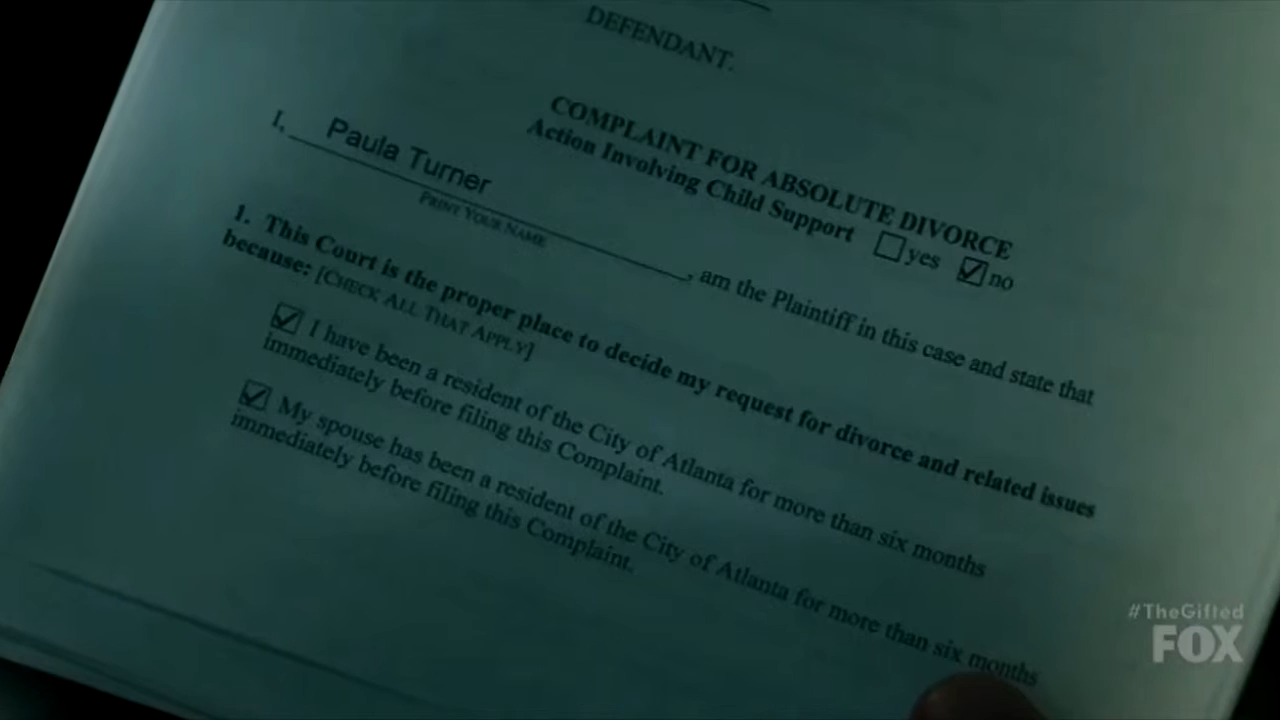 DEFENDANT.
COMPLAINT FOR ABSOLUTE DIVORCE
Action Involving Child Support ☐ yes ☑ no
I, Paula Turner, am the Plaintiff in this case and state that
PRINT YOUR NAME
1. This Court is the proper place to decide my request for divorce and related issues
because: [CHECK ALL THAT APPLY]
☑ I have been a resident of the City of Atlanta for more than six months
immediately before filing this Complaint.
☑ My spouse has been a resident of the City of Atlanta for more than six months
immediately before filing this Complaint.
#TheGifted
FOX